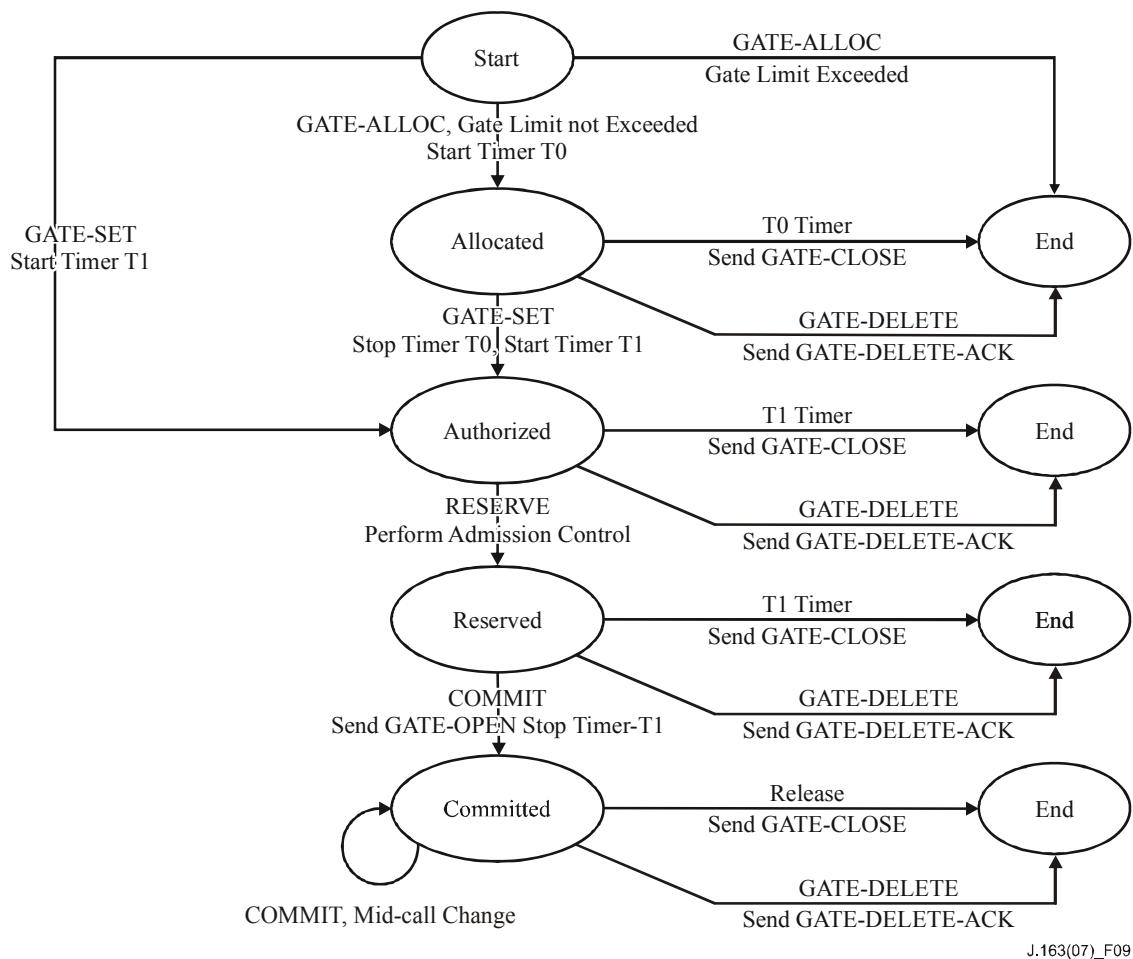 Start
GATE-ALLOC
Gate Limit Exceeded
GATE-ALLOC, Gate Limit not Exceeded
Start Timer T0
GATE-SET
Start Timer T1
Allocated
T0 Timer
Send GATE-CLOSE
End
GATE-DELETE
Send GATE-DELETE-ACK
GATE-SET
Stop Timer T0, Start Timer T1
Authorized
T1 Timer
Send GATE-CLOSE
End
GATE-DELETE
Send GATE-DELETE-ACK
RESERVE
Perform Admission Control
Reserved
T1 Timer
Send GATE-CLOSE
End
GATE-DELETE
Send GATE-DELETE-ACK
COMMIT
Send GATE-OPEN Stop Timer-T1
Committed
Release
Send GATE-CLOSE
End
GATE-DELETE
Send GATE-DELETE-ACK
COMMIT, Mid-call Change
J.163(07)_F09